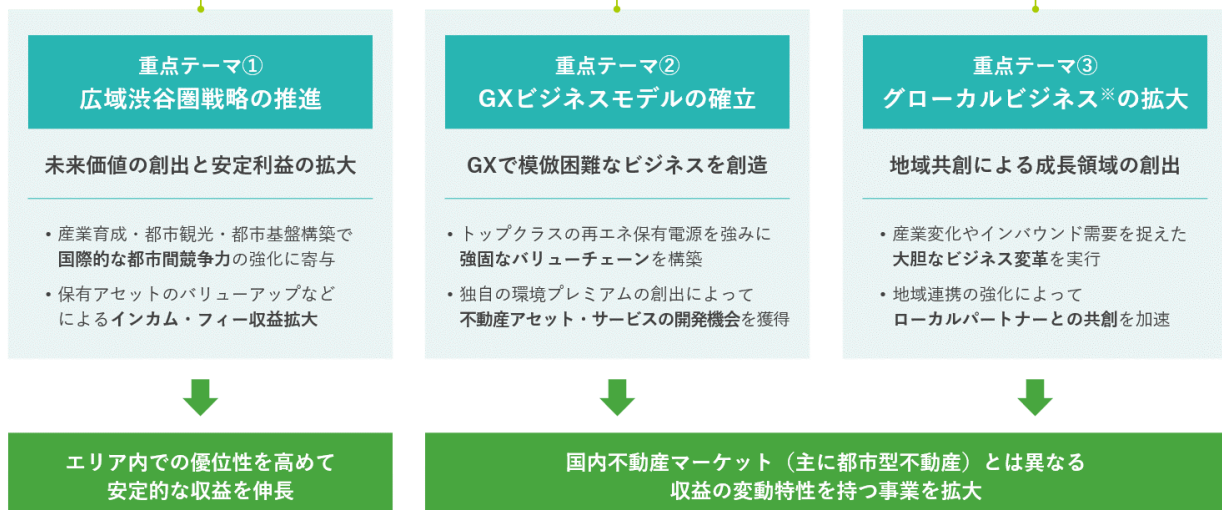 重点テーマ①
広域渋谷圏戦略の推進
未来価値の創出と安定利益の拡大
・産業育成・都市観光・都市基盤構築で
国際的な都市間競争力の強化に寄与
・保有アセットのバリューアップなど
によるインカム・フィー収益拡大
エリア内での優位性を高めて
安定的な収益を伸長
重点テーマ②
GXビジネスモデルの確立
GXで模倣困難なビジネスを創造
・トップクラスの再エネ保有電源を強みに
強固なバリューチェーンを構築
・独自の環境プレミアムの創出によって
不動産アセット・サービスの開発機会を獲得
重点テーマ③
グローカルビジネス※の拡大
地域共創による成長領域の創出
・産業変化やインバウンド需要を捉えた
大胆なビジネス変革を実行
・地域連携の強化によって
ローカルパートナーとの共創を加速
国内不動産マーケット（主に都市型不動産）とは異なる
収益の変動特性を持つ事業を拡大